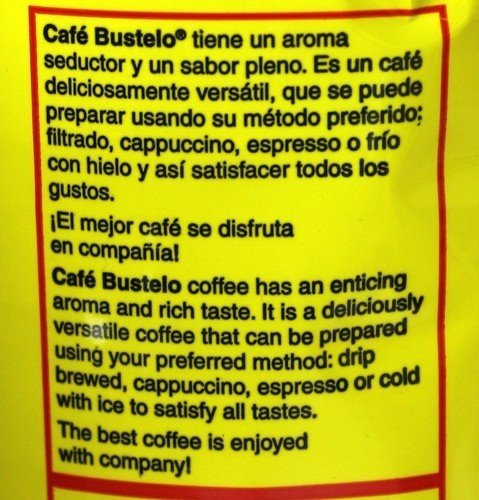 Café Bustelo® tiene un aroma
seductor y un sabor pleno. Es un café
deliciosamente versátil, que se puede
preparar usando su método preferido:
filtrado, cappuccino, espresso o frío
con hielo y así satisfacer todos los
gustos.
¡El mejor café se disfruta
en compañía!
Café Bustelo coffee has an enticing
aroma and rich taste. It is a deliciously
versatile coffee that can be prepared
using your preferred method: drip
brewed, cappuccino, espresso or cold
with ice to satisfy all tastes.
The best coffee is enjoyed
with company!